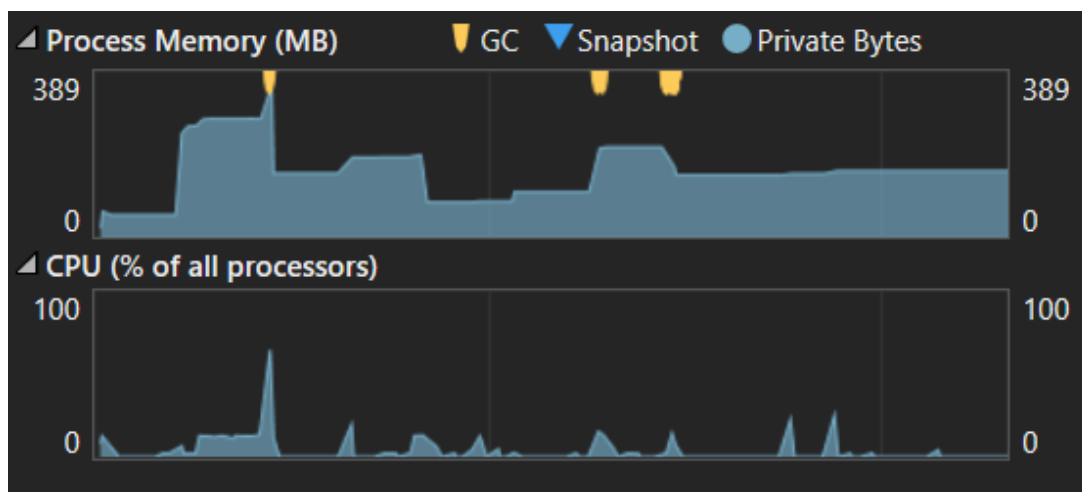 Process Memory (MB) GC Snapshot Private Bytes
389 389
0 0
CPU (% of all processors)
100 100
0 0